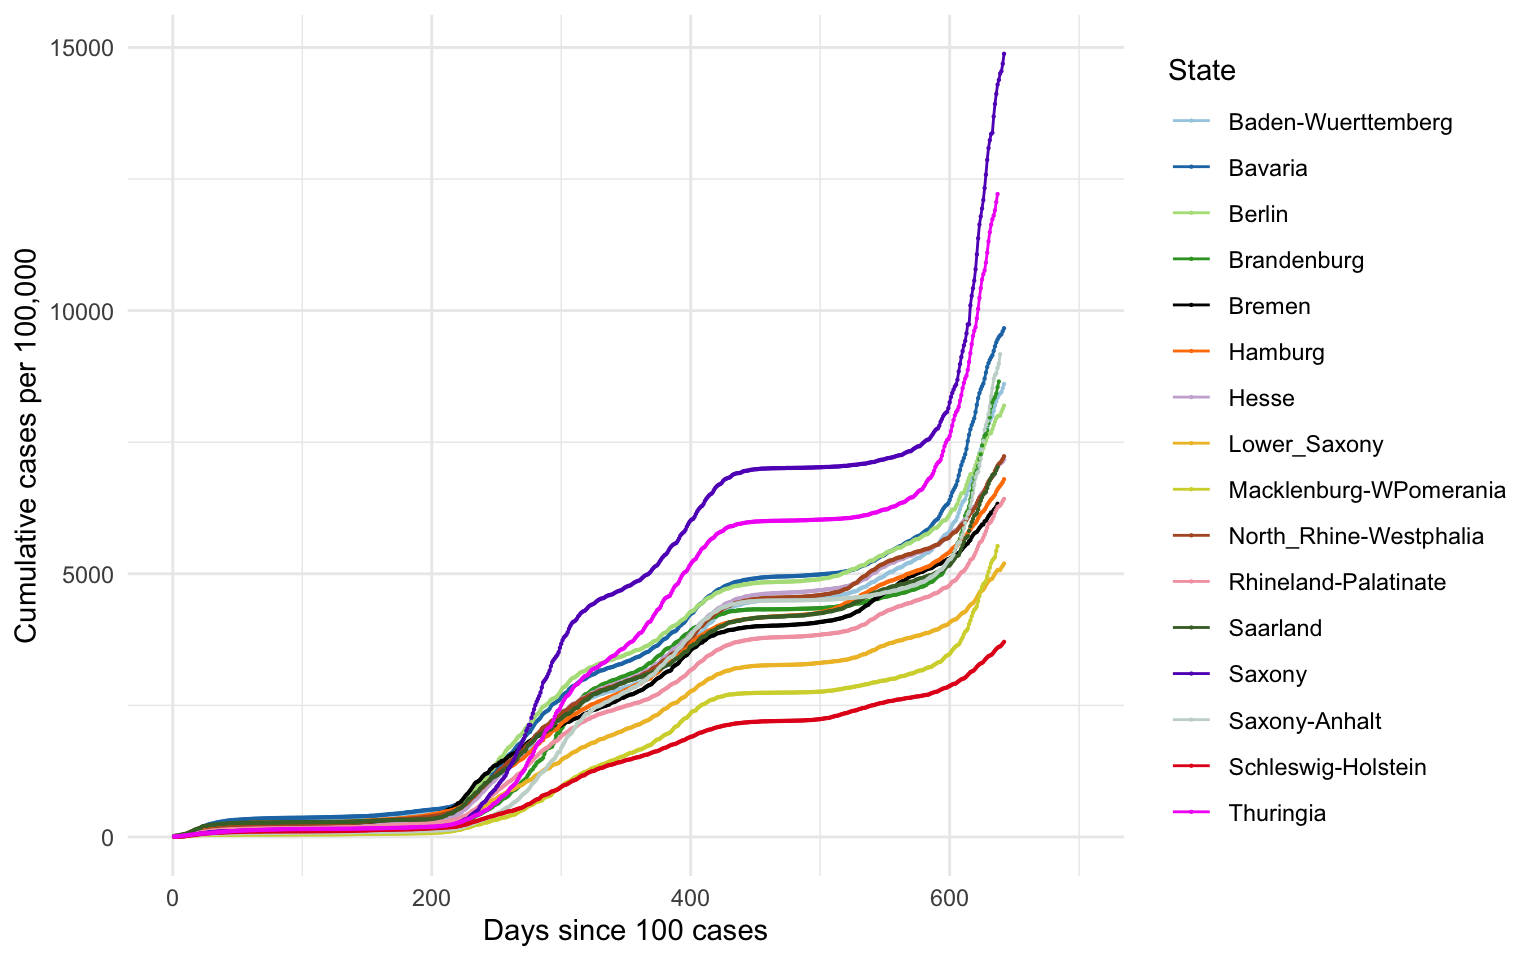 15000
10000
5000
0
Cumulative cases per 100,000
0 200 400 600
Days since 100 cases
State
Baden-Wuerttemberg
Bavaria
Berlin
Brandenburg
Bremen
Hamburg
Hesse
Lower_Saxony
Macklenburg-WPomerania
North_Rhine-Westphalia
Rhineland-Palatinate
Saarland
Saxony
Saxony-Anhalt
Schleswig-Holstein
Thuringia